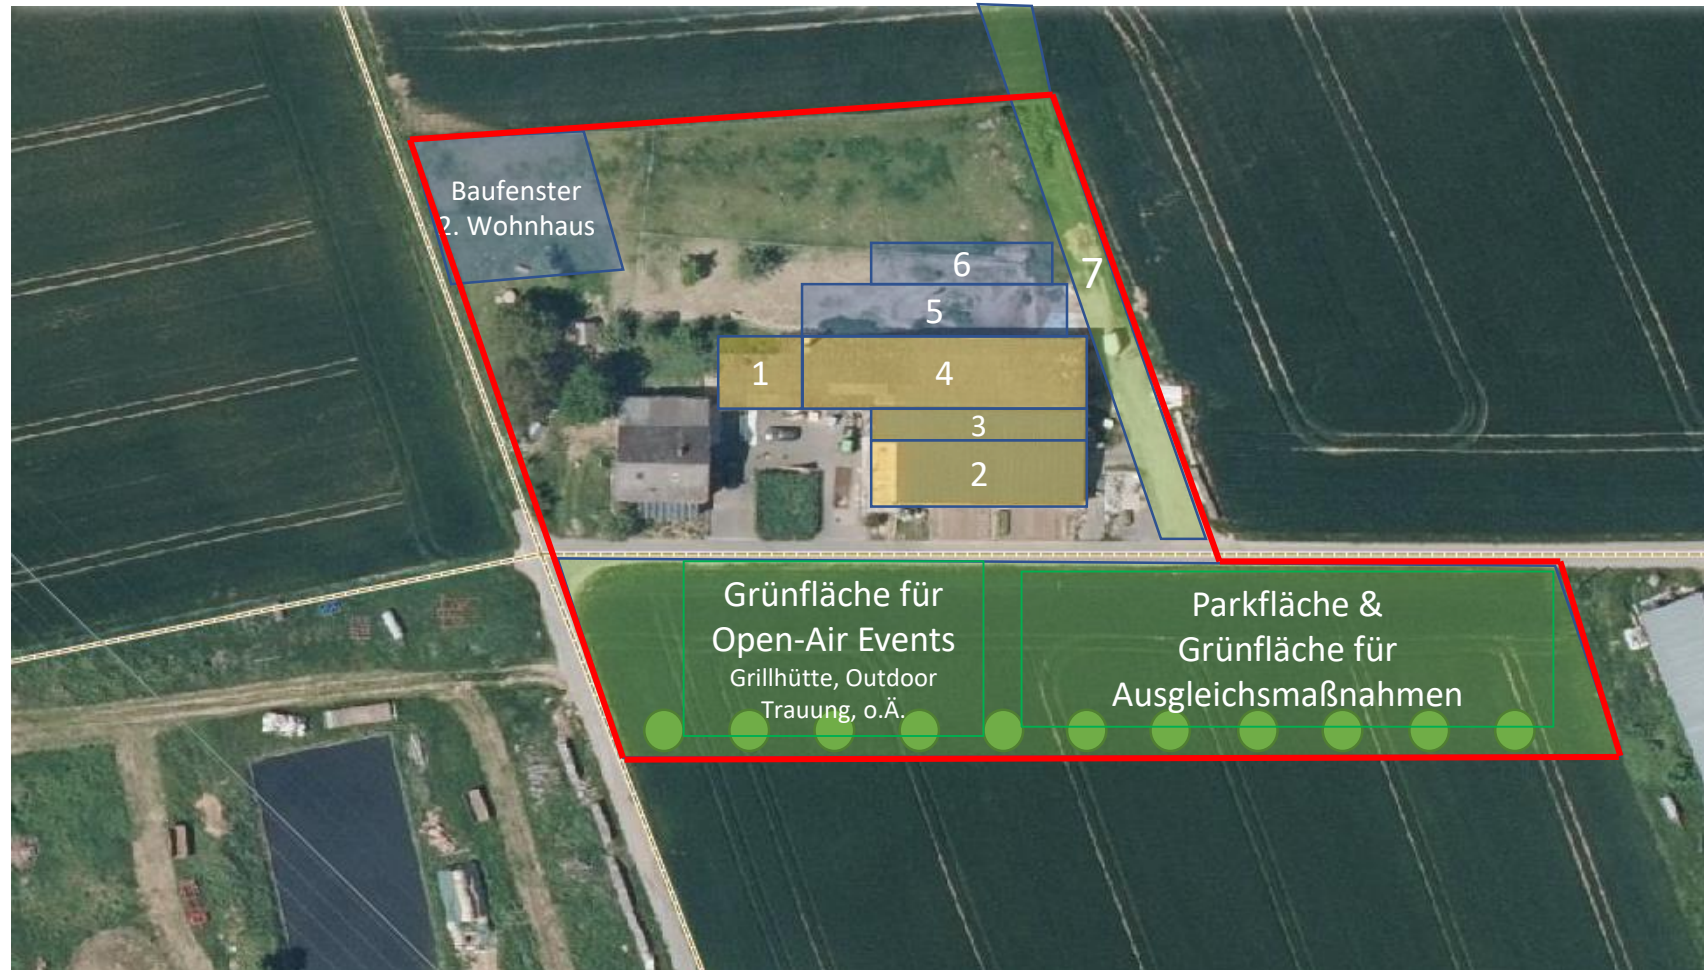 Baufenster
2. Wohnhaus
6
7
5
1
4
3
2
Grünfläche für
Open-Air Events
Grillhütte, Outdoor
Trauung, o.Ä.
Parkfläche &
Grünfläche für
Ausgleichsmaßnahmen